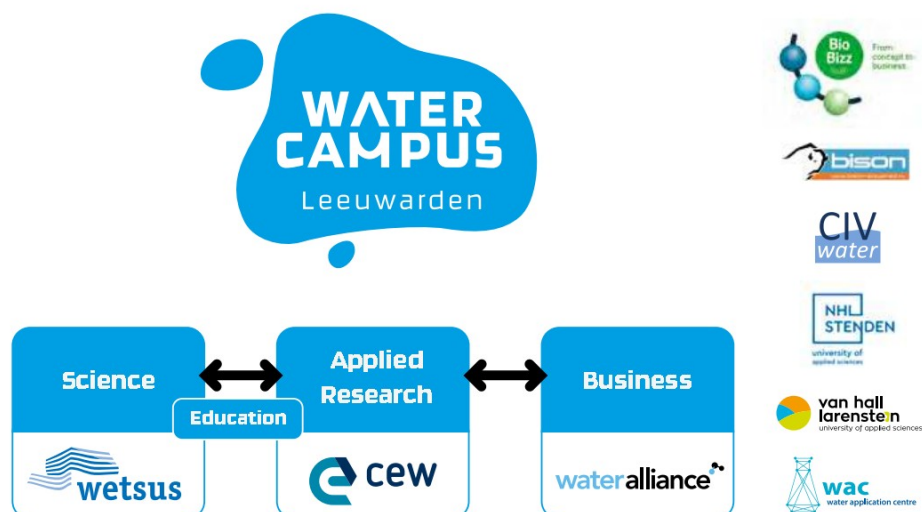 WATER
CAMPUS
Leeuwarden
Science
Education
Applied
Research
Business
wetsus
cew
wateralliance
Bio
Bizz
From
concept to
business
bison
CIV
water
NHL
STENDEN
university of
applied sciences
van hall
larenstein
university of applied sciences
wac
water application centre